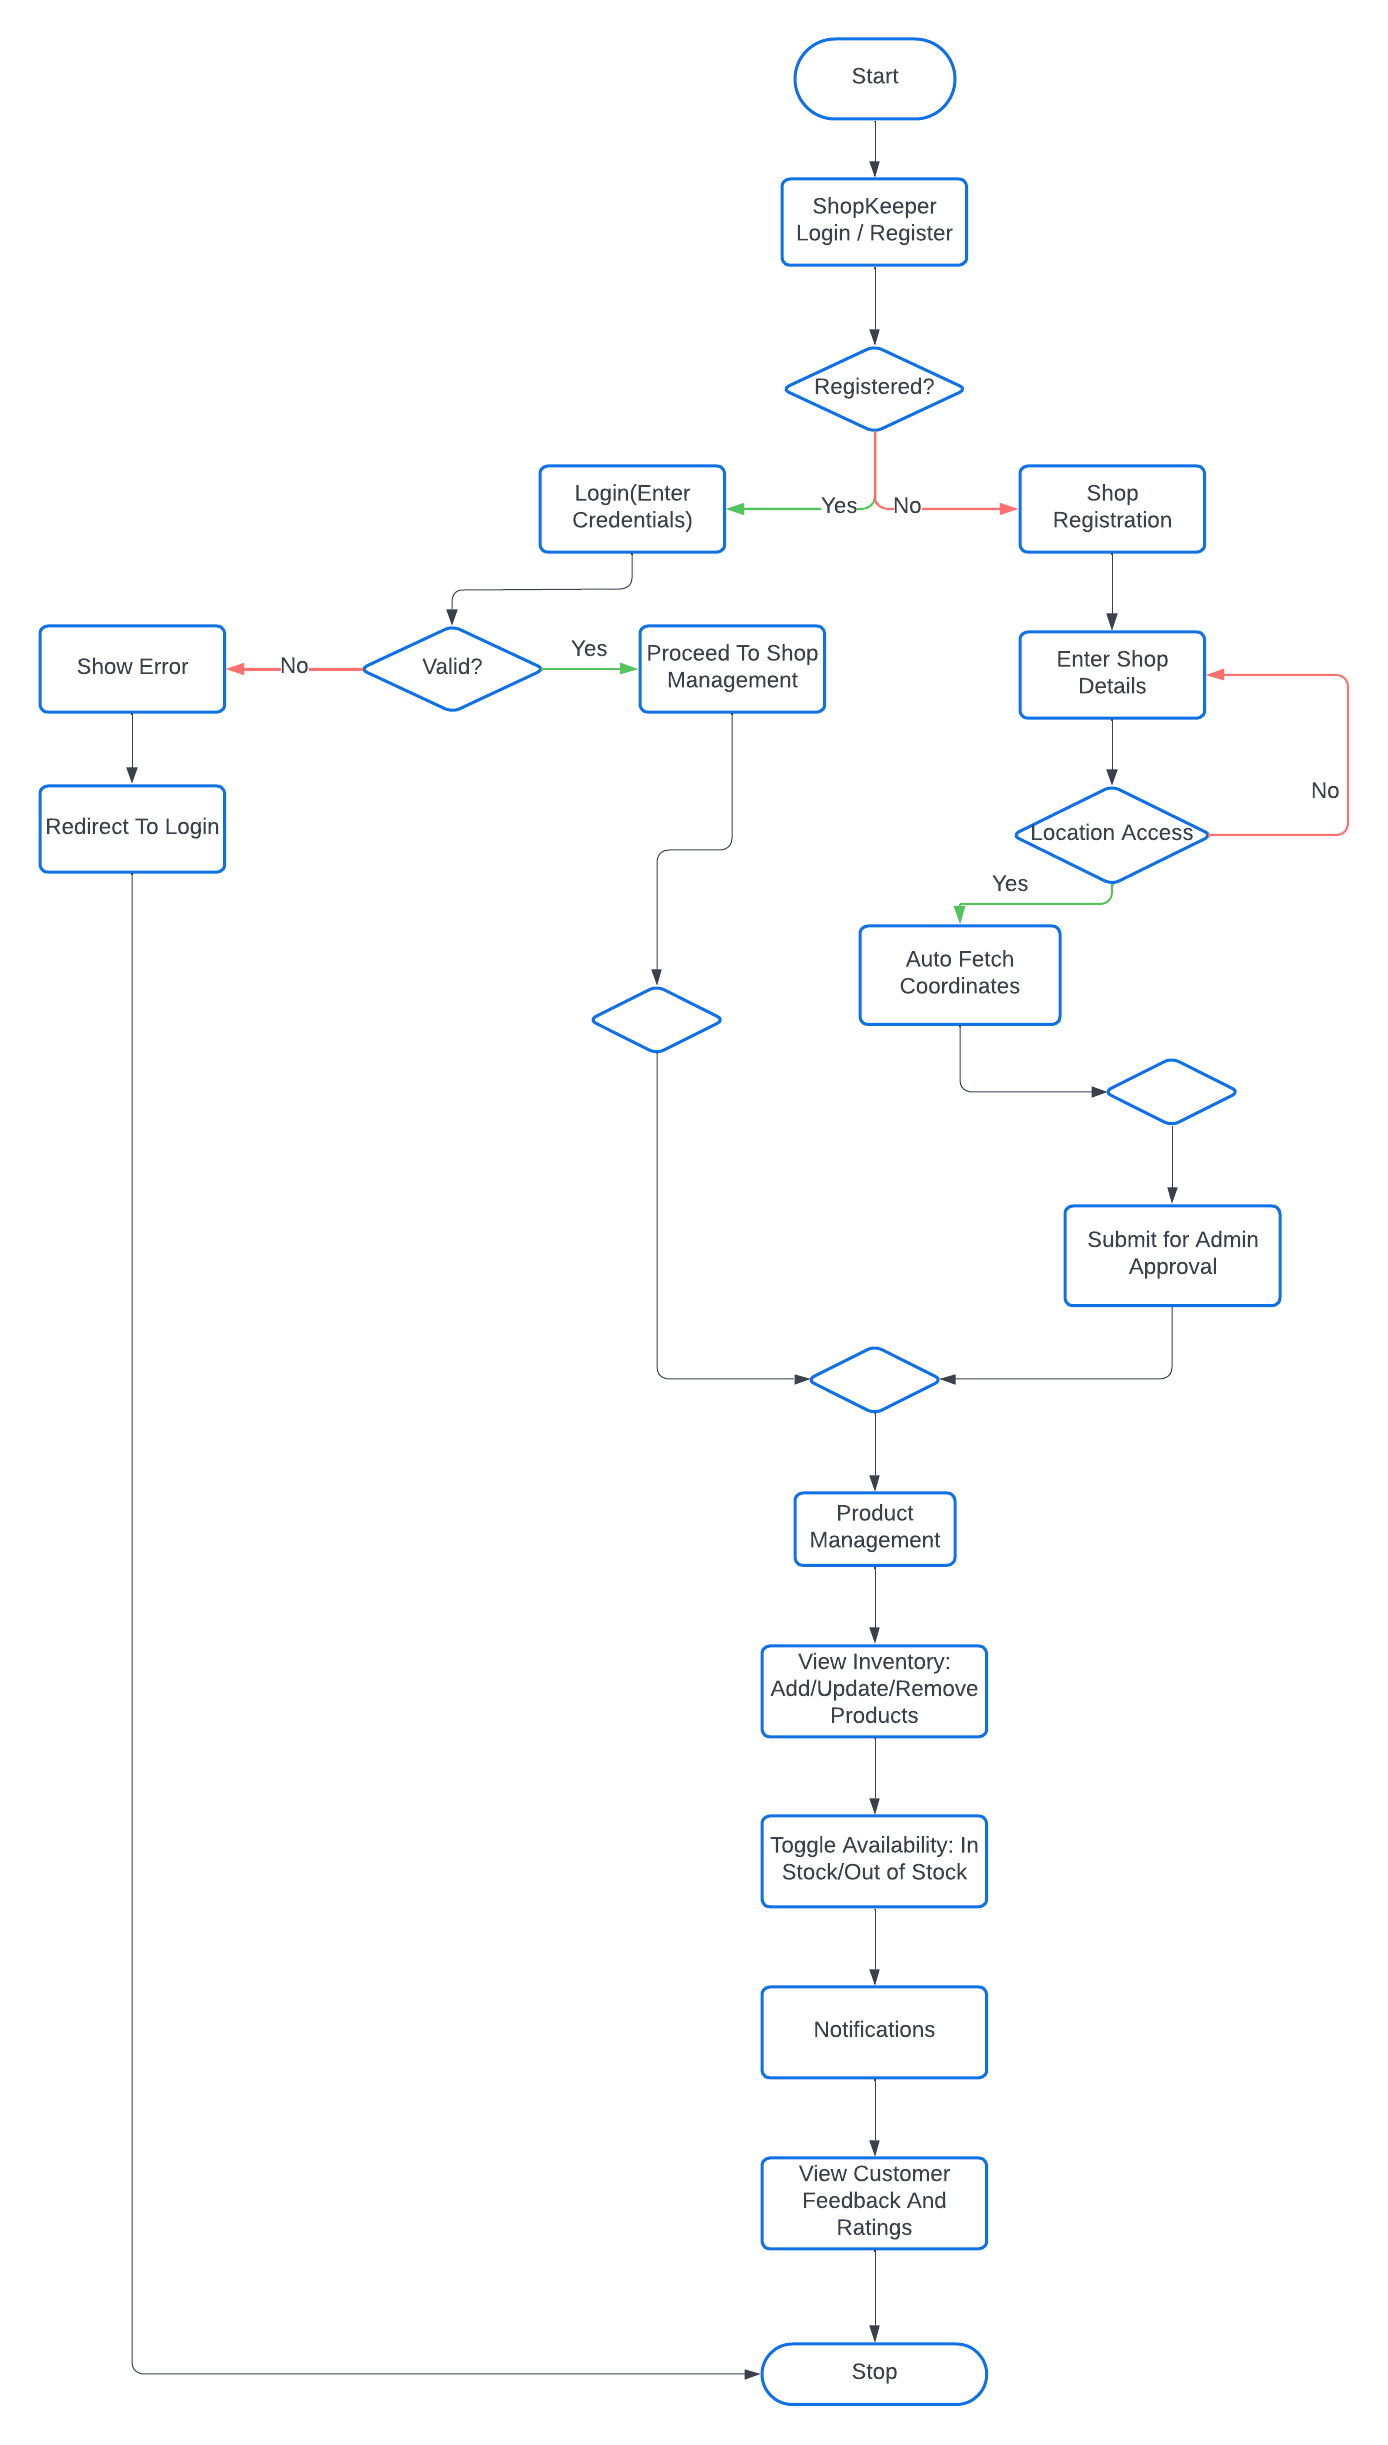 Start
ShopKeeper
Login / Register
Registered?
Login(Enter
Credentials)
Yes
No
Shop
Registration
Show Error
No
Valid?
Yes
Proceed To Shop
Management
Enter Shop
Details
Redirect To Login
No
Location Access
Yes
Auto Fetch
Coordinates
Submit for Admin
Approval
Product
Management
View Inventory:
Add/Update/Remove
Products
Toggle Availability: In
Stock/Out of Stock
Notifications
View Customer
Feedback And
Ratings
Stop